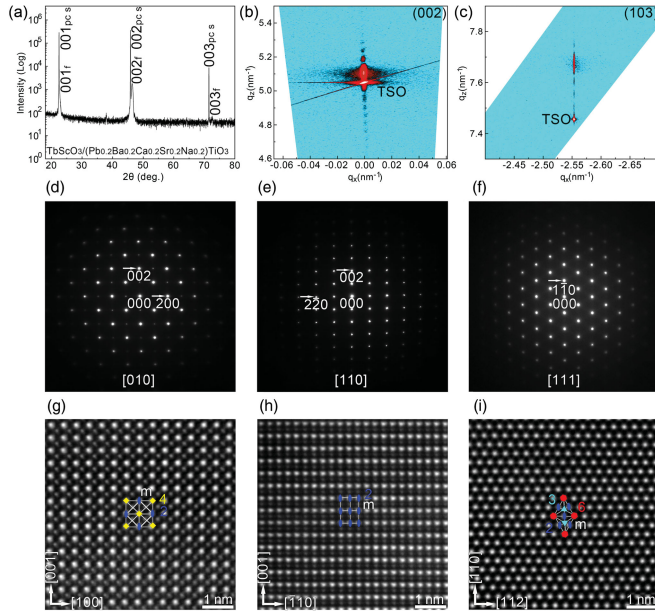 (a)
(b)
(c)
10⁶
10⁵
10⁴
10³
10²
10¹
10⁰
Intensity (Log)
001pc s
001f
002pc s
002f
003pc s
003f
TbScO3/(Pb0.2Ba0.2Ca0.2Sr0.2Na0.2)TiO3
20 30 40 50 60 70 80
2θ (deg.)
(002)
5.4
5.2
5.0
4.8
4.6
qz(nm-1)
TSO
-0.04 -0.02 0.00 0.02 0.04 0.06
qx(nm-1)
(103)
7.8
7.6
7.4
qz(nm-1)
TSO
-2.45 -2.50 -2.55 -2.60 -2.65
qx(nm-1)
(d)
(e)
(f)
002
000 200
[010]
002
220 000
[110]
110
000
[111]
(g)
(h)
(i)
m
4
2
[001]
[100]
1 nm
2
m
[001]
[110]
1 nm
3
6
m
2
[110]
[112]
1 nm